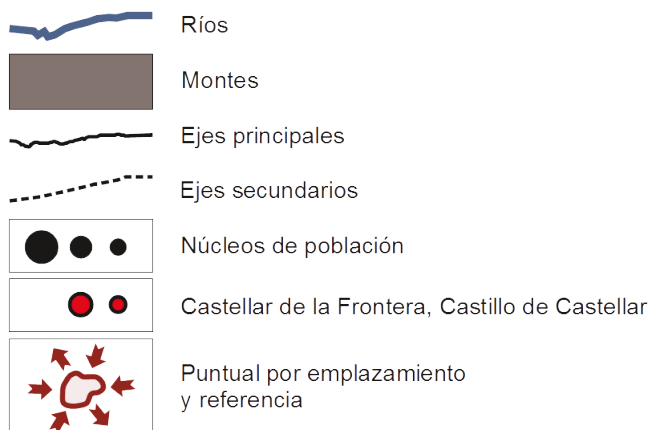 Ríos
Montes
Ejes principales
Ejes secundarios
Núcleos de población
Castellar de la Frontera, Castillo de Castellar
Puntual por emplazamiento
y referencia